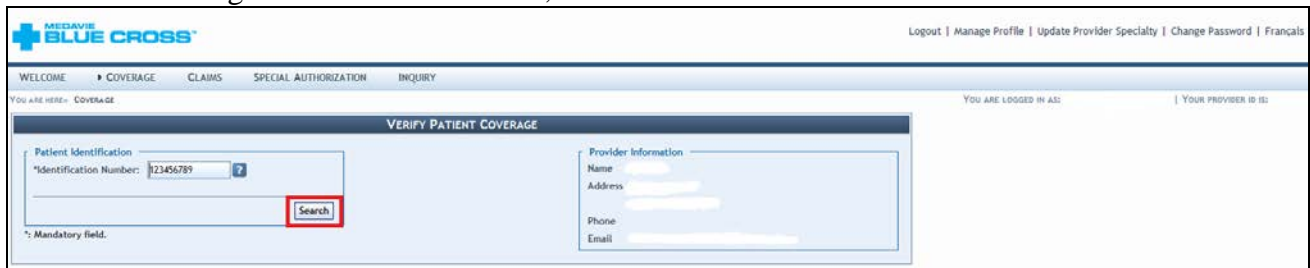 MEDAVIE
BLUE CROSS
Logout | Manage Profile | Update Provider Specialty | Change Password | Français
WELCOME COVERAGE CLAIMS SPECIAL AUTHORIZATION INQUIRY
YOU ARE HERE» COVERAGE YOU ARE LOGGED IN AS: | YOUR PROVIDER ID IS:
VERIFY PATIENT COVERAGE
Patient Identification
*Identification Number: 123456789 ?
Search
*: Mandatory field.
Provider Information
Name
Address
Phone
Email